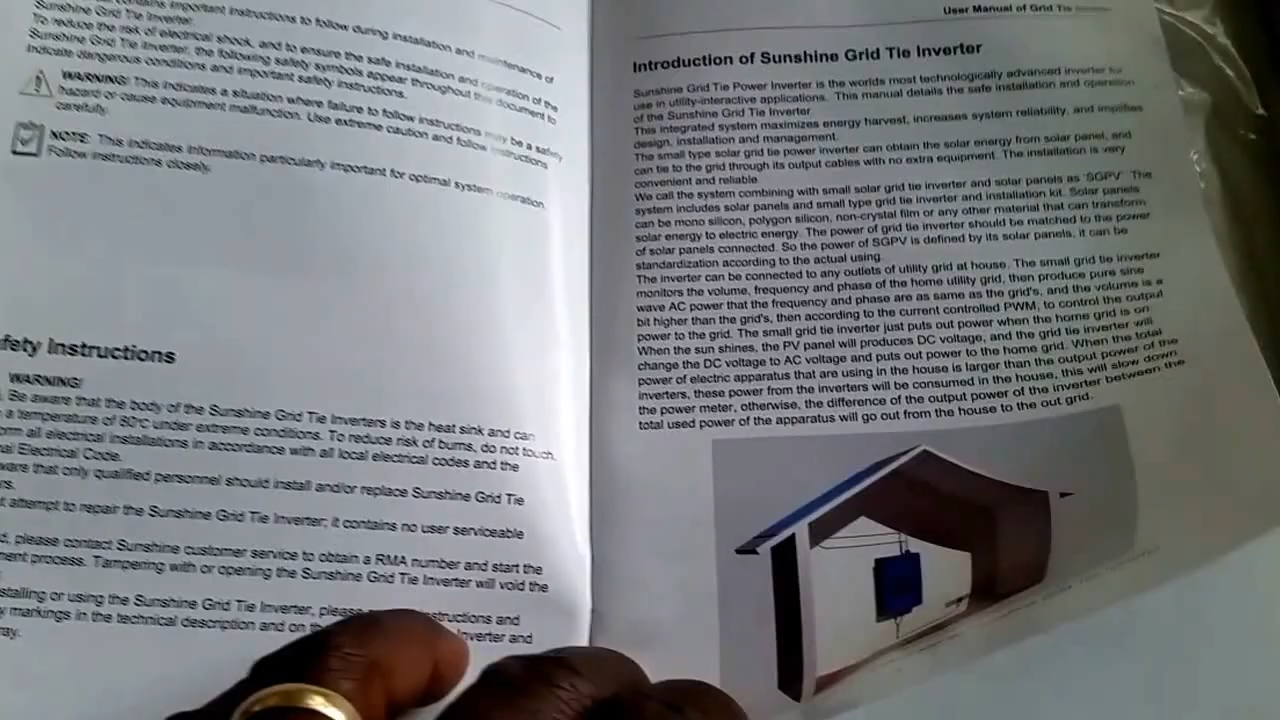 contains important instructions to follow during installation and maintenance of
Sunshine Grid Tie Inverter.
To reduce the risk of electrical shock, and to ensure the safe installation and operation of the
Sunshine Grid Tie Inverter, the following safety symbols appear throughout this document to
indicate dangerous conditions and important safety instructions.
WARNING: This indicates a situation where failure to follow instructions may be a safety
hazard or cause equipment malfunction. Use extreme caution and follow instructions
carefully.
NOTE: This indicates information particularly important for optimal system operation.
Follow instructions closely.
fety Instructions
WARNING!
Be aware that the body of the Sunshine Grid Tie Inverters is the heat sink and can
a temperature of 80°C under extreme conditions. To reduce risk of burns, do not touch.
orm all electrical installations in accordance with all local electrical codes and the
al Electrical Code.
ware that only qualified personnel should install and/or replace Sunshine Grid Tie
rs.
t attempt to repair the Sunshine Grid Tie Inverter; it contains no user serviceable
d, please contact Sunshine customer service to obtain a RMA number and start the
ment process. Tampering with or opening the Sunshine Grid Tie Inverter will void the
stalling or using the Sunshine Grid Tie Inverter, please structions and
y markings in the technical description and on Inverter and
ray.
User Manual of Grid Tie
Introduction of Sunshine Grid Tie Inverter
Sunshine Grid Tie Power Inverter is the worlds most technologically advanced inverter for
use in utility-interactive applications. This manual details the safe installation and operation
of the Sunshine Grid Tie Inverter.
This integrated system maximizes energy harvest, increases system reliability, and implifies
design, installation and management.
The small type solar grid tie power inverter can obtain the solar energy from solar panel, and
can tie to the grid through its output cables with no extra equipment. The installation is very
convenient and reliable.
We call the system combining with small solar grid tie inverter and solar panels as 'SGPV' The
system includes solar panels and small type grid tie inverter and installation kit. Solar panels
can be mono silicon, polygon silicon, non-crystal film or any other material that can transform
solar energy to electric energy. The power of grid tie inverter should be matched to the power
of solar panels connected. So the power of SGPV is defined by its solar panels, it can be
standardization according to the actual using.
The inverter can be connected to any outlets of utility grid at house. The small grid tie inverter
monitors the volume, frequency and phase of the home utility grid, then produce pure sine
wave AC power that the frequency and phase are as same as the grid's, and the volume is a
bit higher than the grid's, then according to the current controlled PWM, to control the output
power to the grid. The small grid tie inverter just puts out power when the home grid is on.
When the sun shines, the PV panel will produces DC voltage, and the grid tie inverter will
change the DC voltage to AC voltage and puts out power to the home grid. When the total
power of electric apparatus that are using in the house is larger than the output power of the
inverters, these power from the inverters will be consumed in the house, this will slow down
the power meter, otherwise, the difference of the output power of the inverter between the
total used power of the apparatus will go out from the house to the out grid.